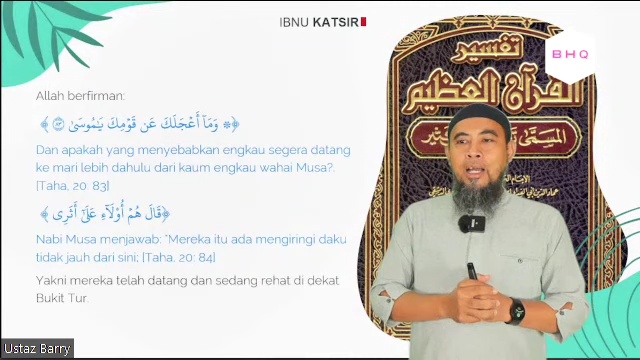 IBNU KATSIR
BHQ
تفسير
القرآن العظيم
Allah berfirman:
﴿ ۞ وَمَآ أَعْجَلَكَ عَن قَوْمِكَ يَٰمُوسَىٰ ٨٣ ﴾
Dan apakah yang menyebabkan engkau segera datang
ke mari lebih dahulu dari kaum engkau wahai Musa?.
[Taha, 20: 83]
﴿قَالَ هُمْ أُو۟لَآءِ عَلَىٰٓ أَثَرِى ﴾
Nabi Musa menjawab: "Mereka itu ada mengiringi daku
tidak jauh dari sini; [Taha, 20: 84]
Yakni mereka telah datang dan sedang rehat di dekat
Bukit Tur.
Ustaz Barry